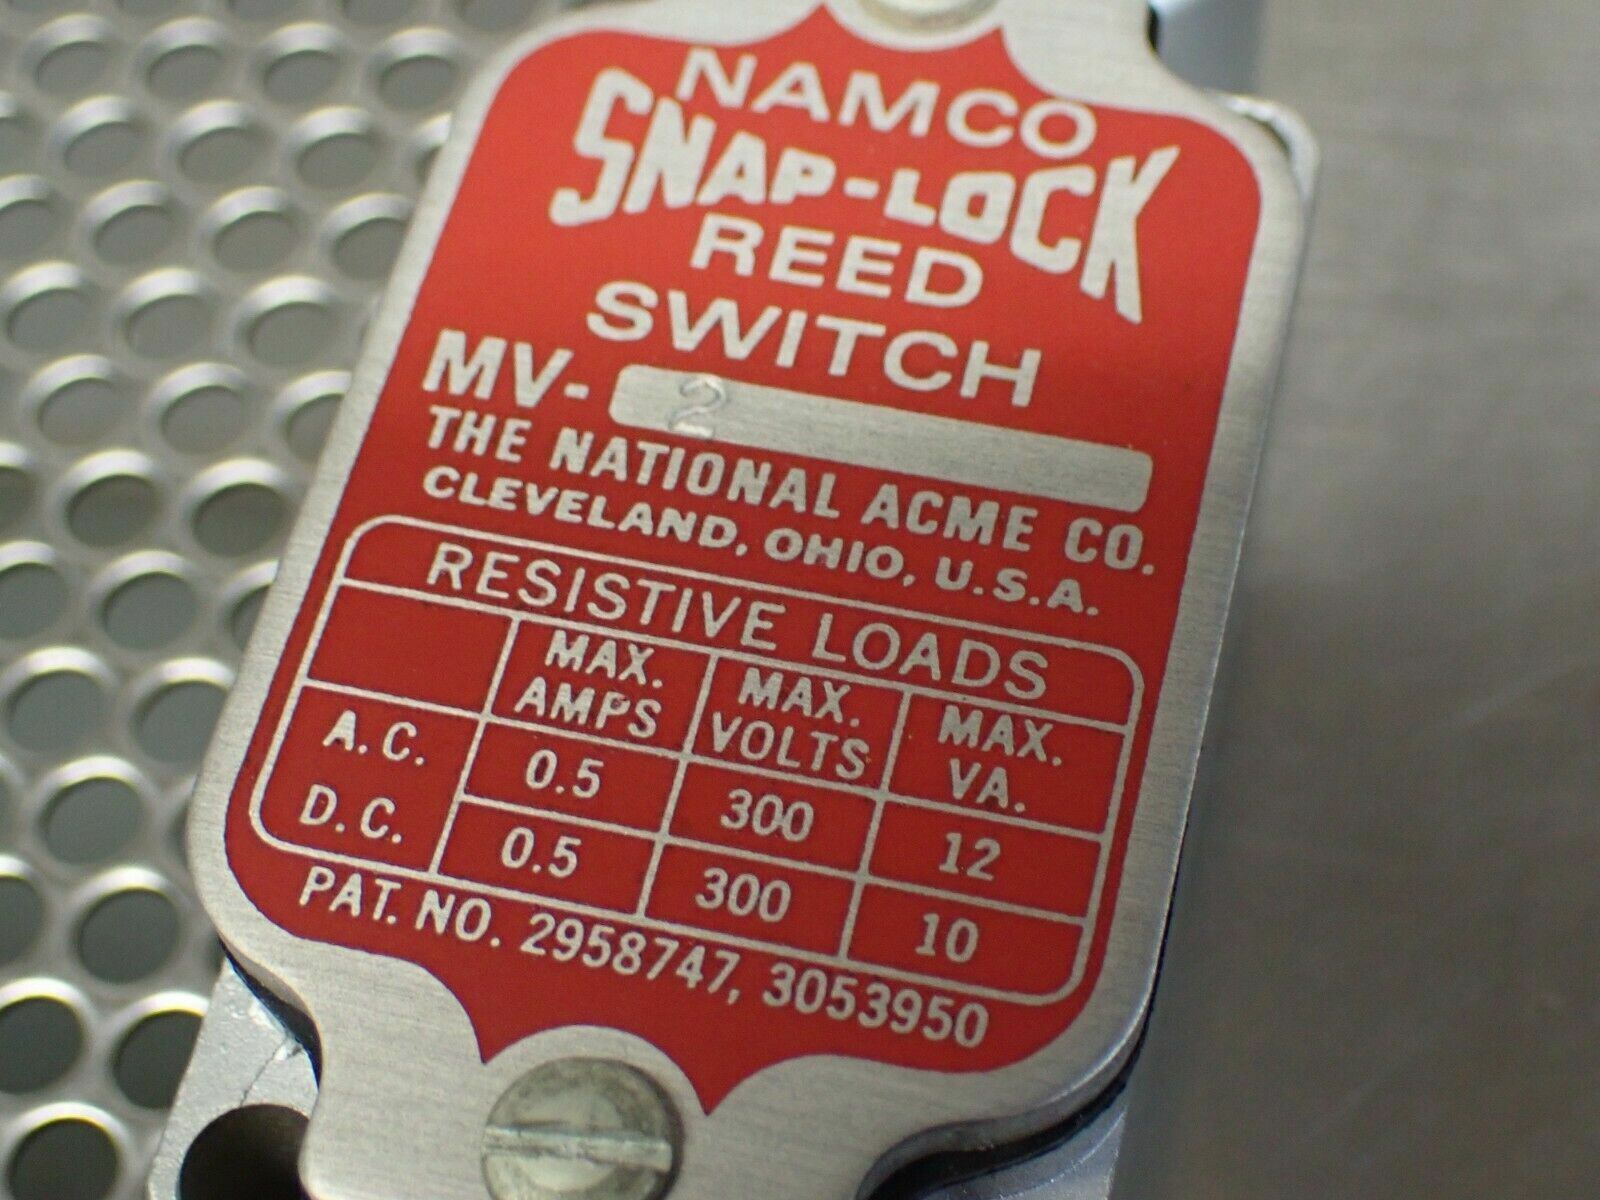 NAMCO
SNAP-LOCK
REED
SWITCH
MV- 2
THE NATIONAL ACME CO.
CLEVELAND, OHIO, U.S.A.
RESISTIVE LOADS
MAX. AMPS MAX. VOLTS MAX. VA.
A.C. 0.5 300 12
D.C. 0.5 300 10
PAT. NO. 2958747, 3053950